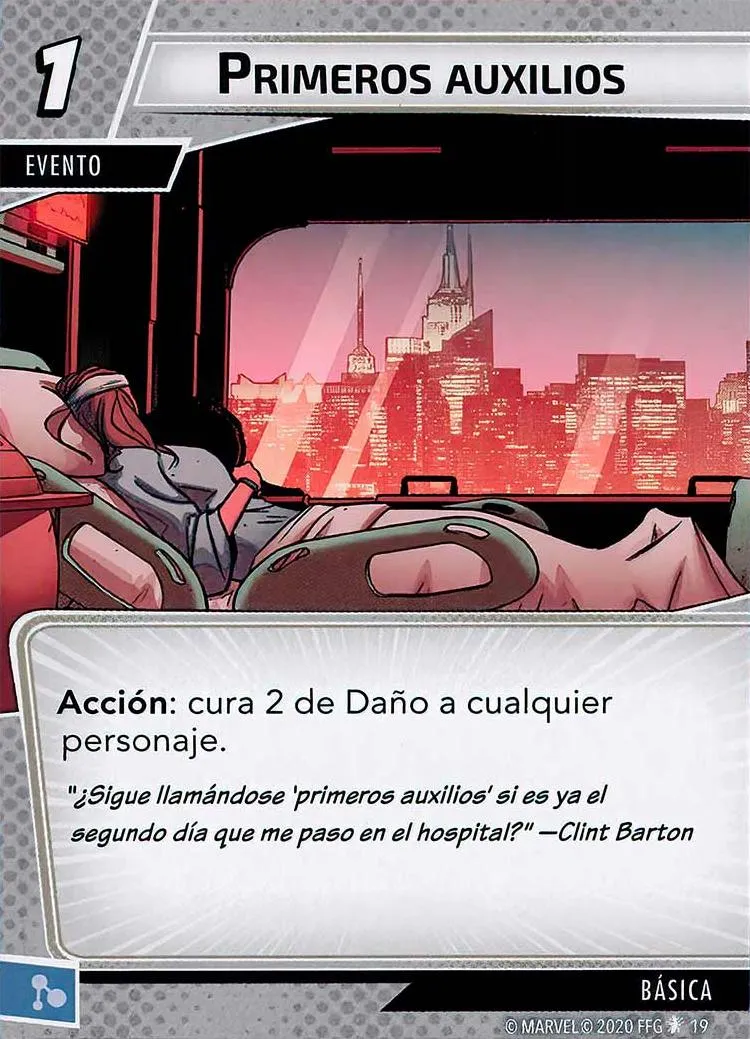 1
PRIMEROS AUXILIOS
EVENTO
Acción: cura 2 de Daño a cualquier
personaje.
"¿Sigue llamándose 'primeros auxilios' si es ya el
segundo día que me paso en el hospital?" —Clint Barton
BÁSICA
© MARVEL © 2020 FFG 19